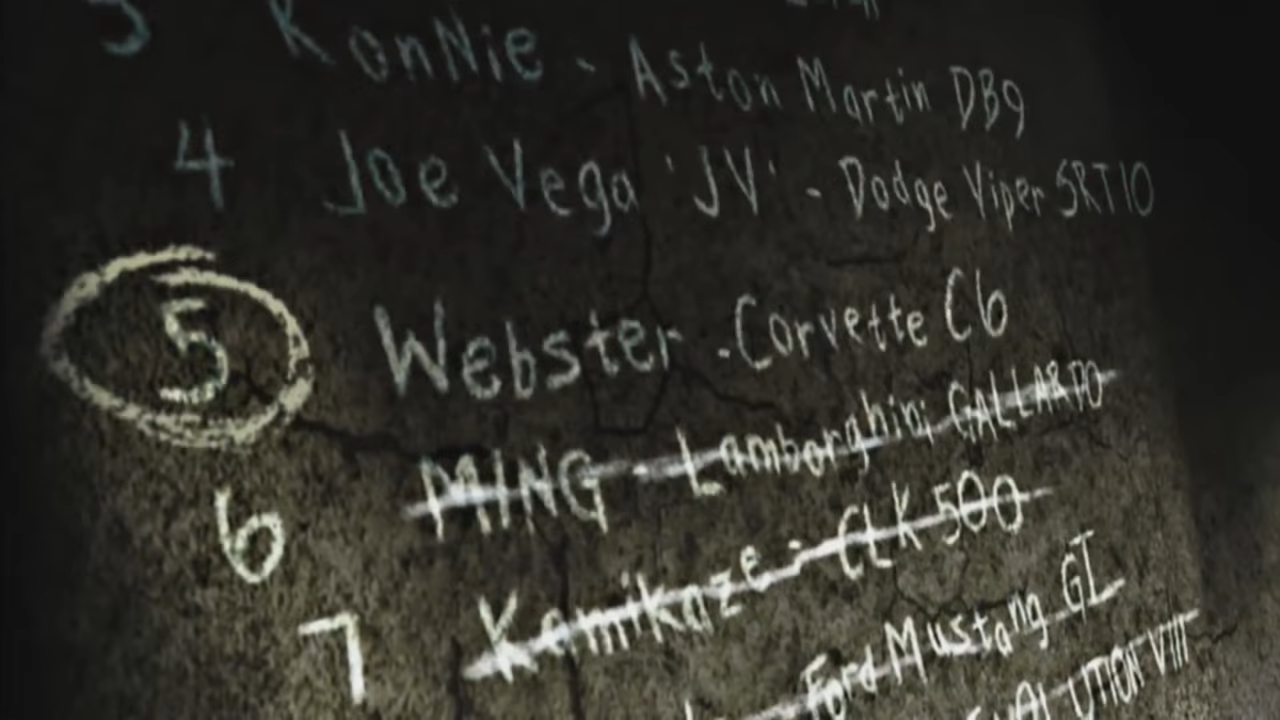 3 RonNie - Aston Martin DB9
4 Joe Vega 'JV' - Dodge Viper SRT10
5 Webster - Corvette C6
6 MING - Lamborghini GALLARDO
7 Kamikaze - CLK 500
Ford Mustang GT
UTION VIII